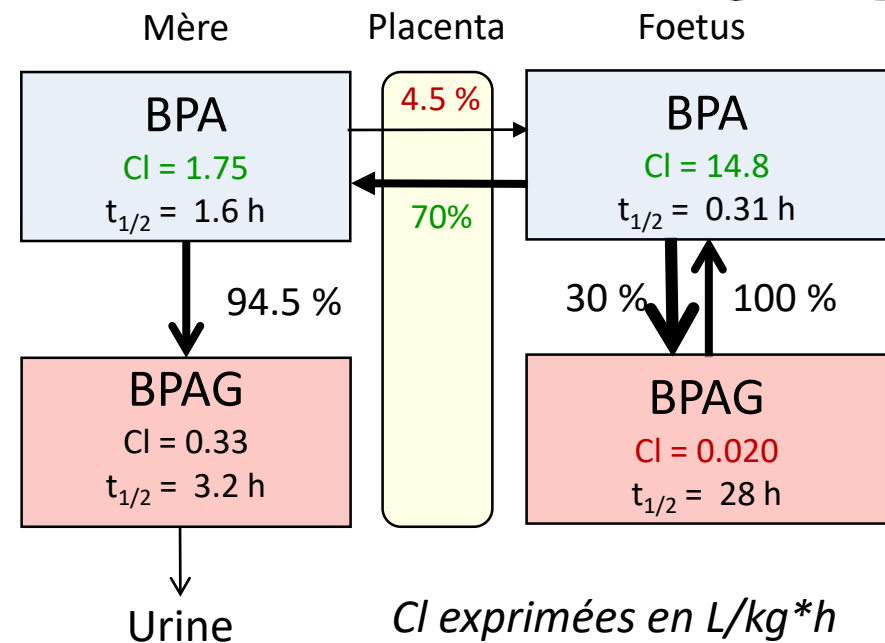 Mère Placenta Foetus
BPA
Cl = 1.75
t1/2 = 1.6 h
4.5 %
70%
BPA
Cl = 14.8
t1/2 = 0.31 h
94.5 %
30 % 100 %
BPAG
Cl = 0.33
t1/2 = 3.2 h
BPAG
Cl = 0.020
t1/2 = 28 h
Urine
Cl exprimées en L/kg*h